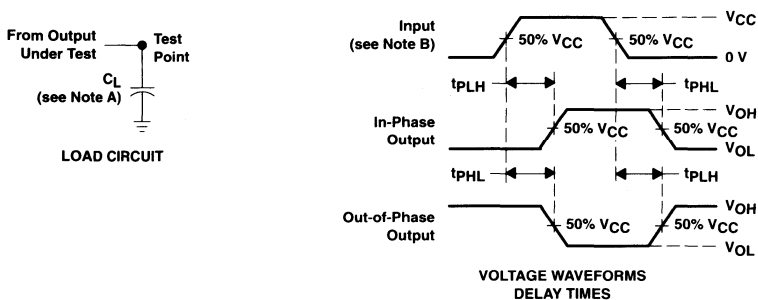 From Output
Under Test
Test
Point
CL
(see Note A)
LOAD CIRCUIT
Input
(see Note B)
50% VCC
50% VCC
VCC
0 V
tPLH
tPHL
In-Phase
Output
50% VCC
50% VCC
VOH
VOL
tPHL
tPLH
Out-of-Phase
Output
50% VCC
50% VCC
VOH
VOL
VOLTAGE WAVEFORMS
DELAY TIMES